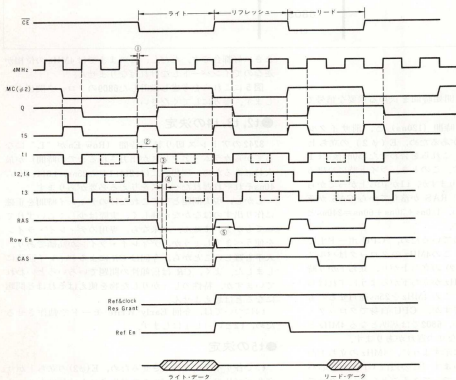 ライト リフレッシュ リード
CE
①
4MHz
MC(φ2)
Q
t5
②
t1
③
t2,t4
④
t3
RAS
⑤
Row En
CAS
Ref&clock
Res Grant
Ref En
ライト・データ リード・データ